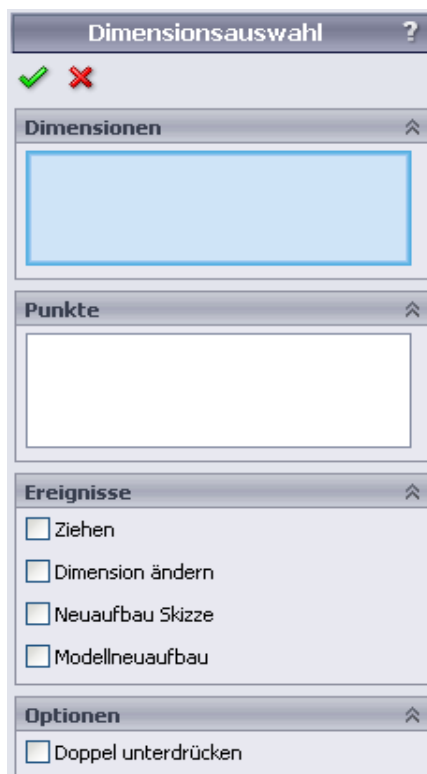 Dimensionsauswahl ?
Dimensionen
Punkte
Ereignisse
Ziehen
Dimension ändern
Neuaufbau Skizze
Modellneuaufbau
Optionen
Doppel unterdrücken